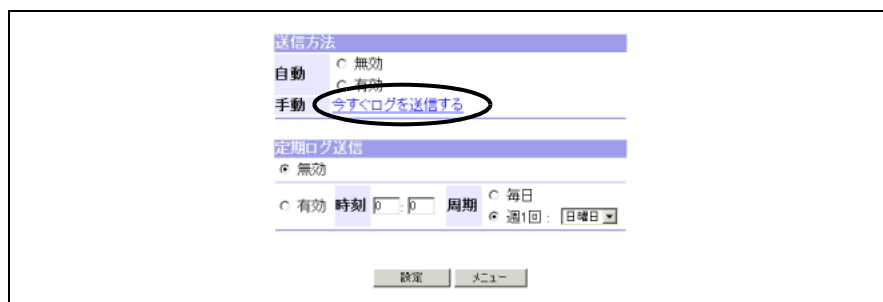 送信方法
自動 無効
有効
手動 今すぐログを送信する
定期ログ送信
無効
有効 時刻 0 : 0 周期 毎日
週1回 : 日曜日
設定 メニュー